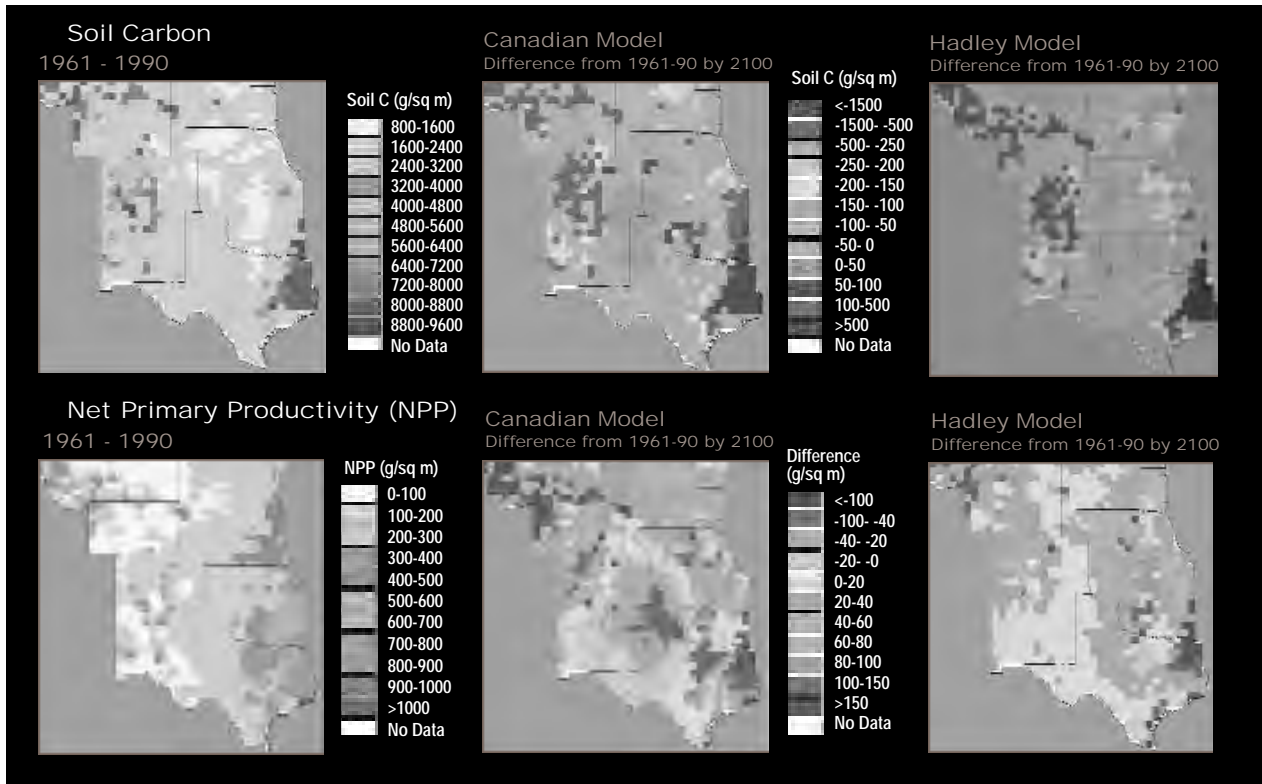 Soil Carbon
1961 - 1990
Canadian Model
Difference from 1961-90 by 2100
Hadley Model
Difference from 1961-90 by 2100
Soil C (g/sq m)
800-1600
1600-2400
2400-3200
3200-4000
4000-4800
4800-5600
5600-6400
6400-7200
7200-8000
8000-8800
8800-9600
No Data
Soil C (g/sq m)
<-1500
-1500- -500
-500- -250
-250- -200
-200- -150
-150- -100
-100- -50
-50- 0
0-50
50-100
100-500
>500
No Data
Net Primary Productivity (NPP)
1961 - 1990
Canadian Model
Difference from 1961-90 by 2100
Hadley Model
Difference from 1961-90 by 2100
NPP (g/sq m)
0-100
100-200
200-300
300-400
400-500
500-600
600-700
700-800
800-900
900-1000
>1000
No Data
Difference
(g/sq m)
<-100
-100- -40
-40- -20
-20- -0
0-20
20-40
40-60
60-80
80-100
100-150
>150
No Data